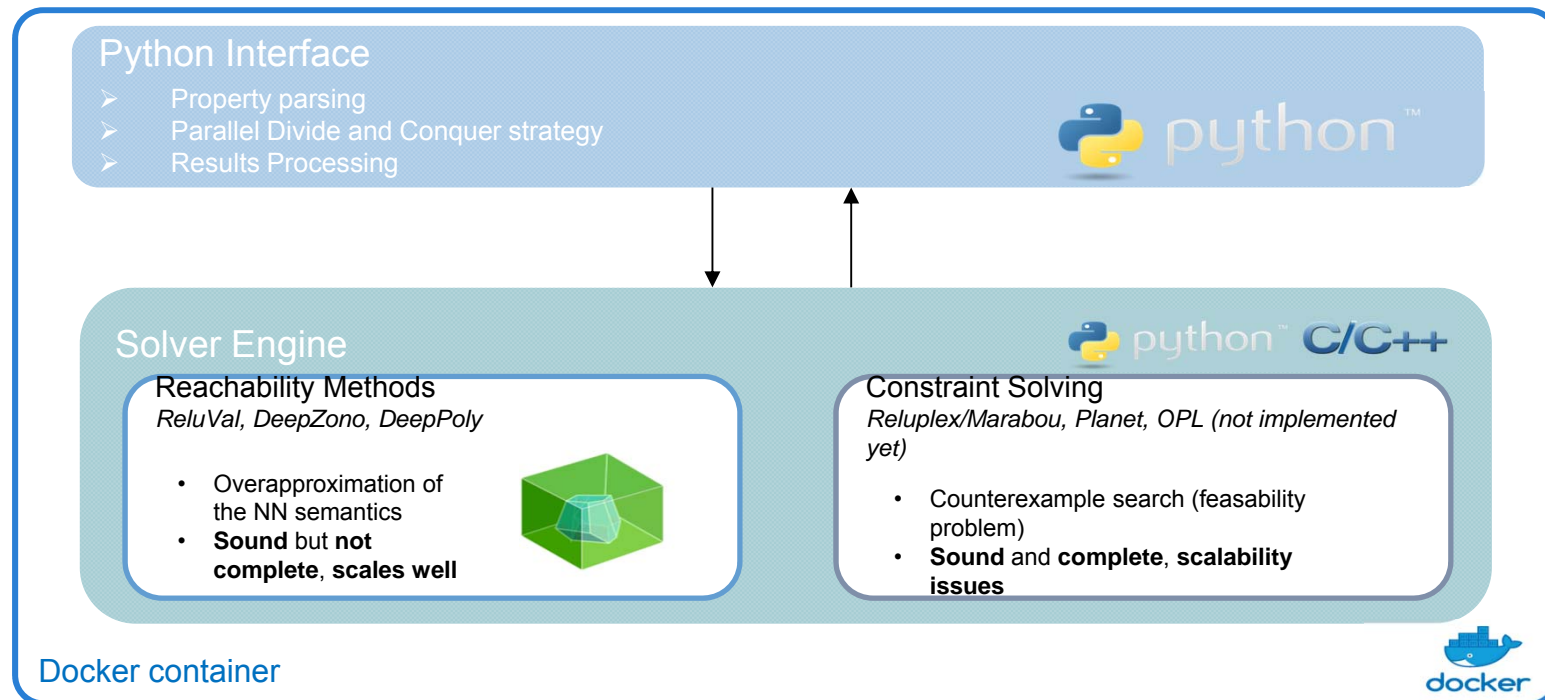 Python Interface
➢ Property parsing
➢ Parallel Divide and Conquer strategy
➢ Results Processing
python™
Solver Engine
python™ C/C++
Reachability Methods
ReluVal, DeepZono, DeepPoly
• Overapproximation of
the NN semantics
• Sound but not
complete, scales well
Constraint Solving
Reluplex/Marabou, Planet, OPL (not implemented
yet)
• Counterexample search (feasability
problem)
• Sound and complete, scalability
issues
Docker container
docker